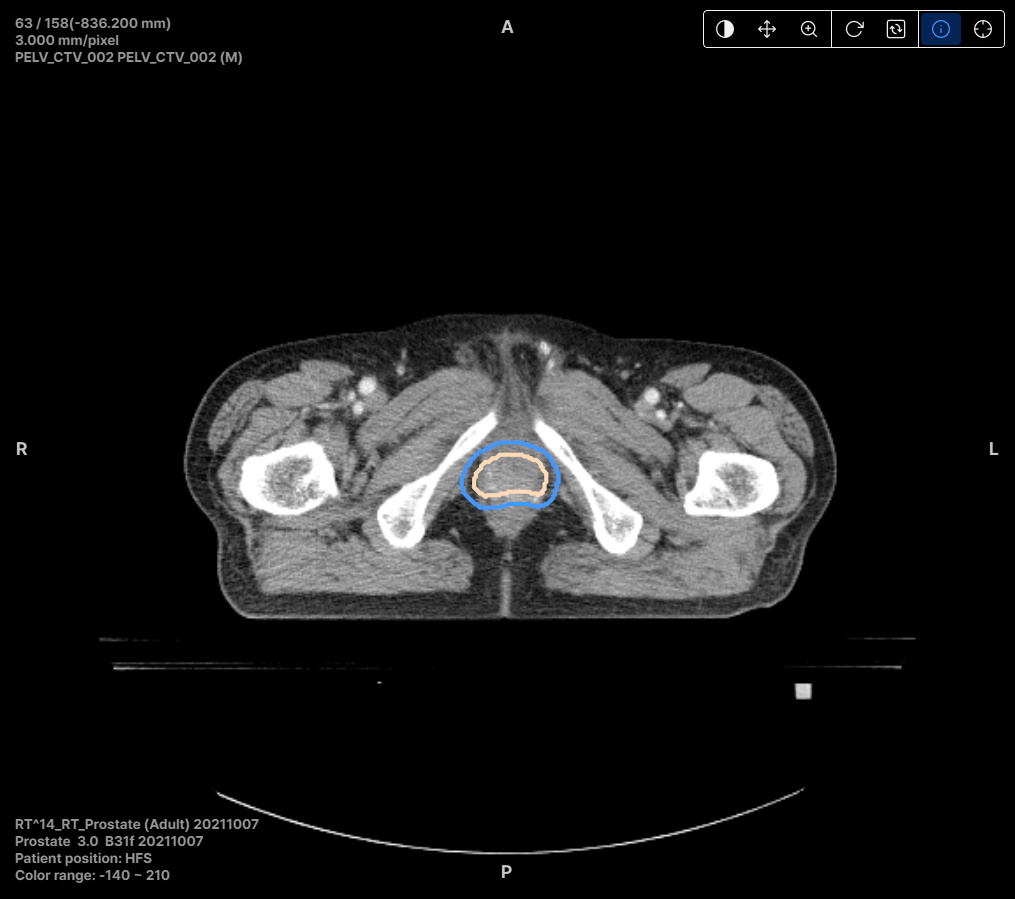 63 / 158(-836.200 mm)
3.000 mm/pixel
PELV_CTV_002 PELV_CTV_002 (M)
A
R
L
RT^14_RT_Prostate (Adult) 20211007
Prostate 3.0 B31f 20211007
Patient position: HFS
Color range: -140 ~ 210
P